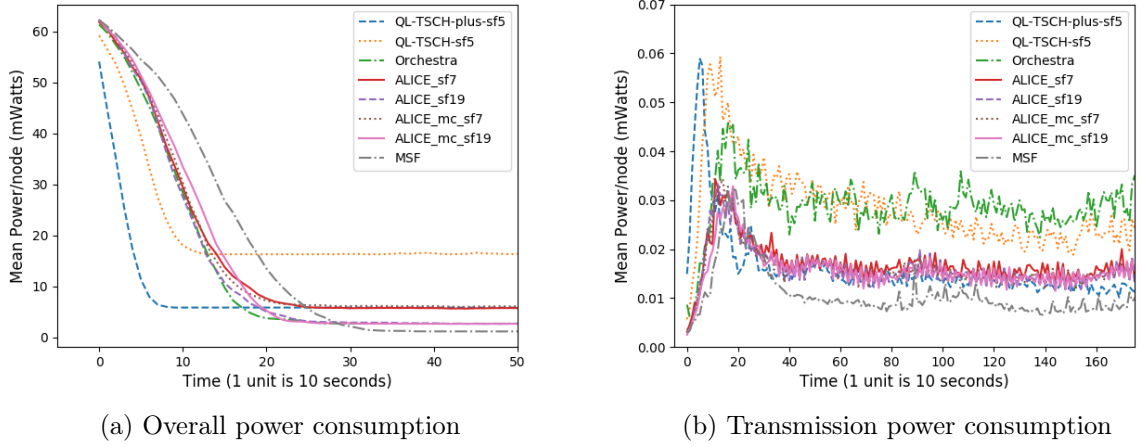 60
50
40
30
20
10
0
Mean Power/node (mWatts)
QL-TSCH-plus-sf5
QL-TSCH-sf5
Orchestra
ALICE_sf7
ALICE_sf19
ALICE_mc_sf7
ALICE_mc_sf19
MSF
0 10 20 30 40 50
Time (1 unit is 10 seconds)
(a) Overall power consumption
0.07
0.06
0.05
0.04
0.03
0.02
0.01
0.00
Mean Power/node (mWatts)
QL-TSCH-plus-sf5
QL-TSCH-sf5
Orchestra
ALICE_sf7
ALICE_sf19
ALICE_mc_sf7
ALICE_mc_sf19
MSF
0 20 40 60 80 100 120 140 160
Time (1 unit is 10 seconds)
(b) Transmission power consumption